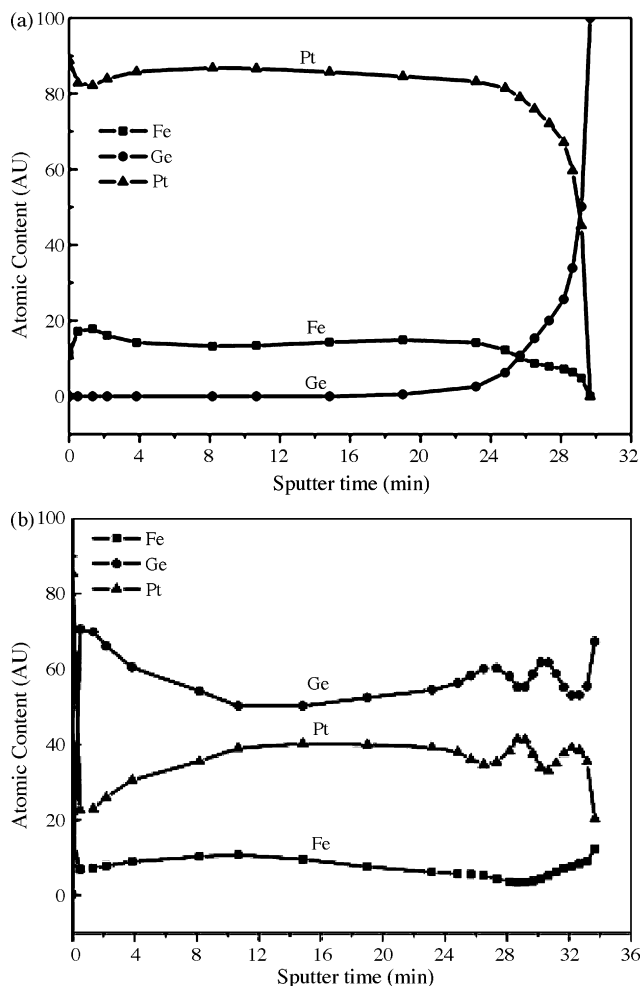 (a)
100
80
60
40
20
0
Atomic Content (AU)
Pt
Fe
Ge
Pt
Fe
Ge
0 4 8 12 16 20 24 28 32
Sputter time (min)
(b)
100
80
60
40
20
0
Atomic Content (AU)
Fe
Ge
Pt
Ge
Pt
Fe
0 4 8 12 16 20 24 28 32 36
Sputter time (min)